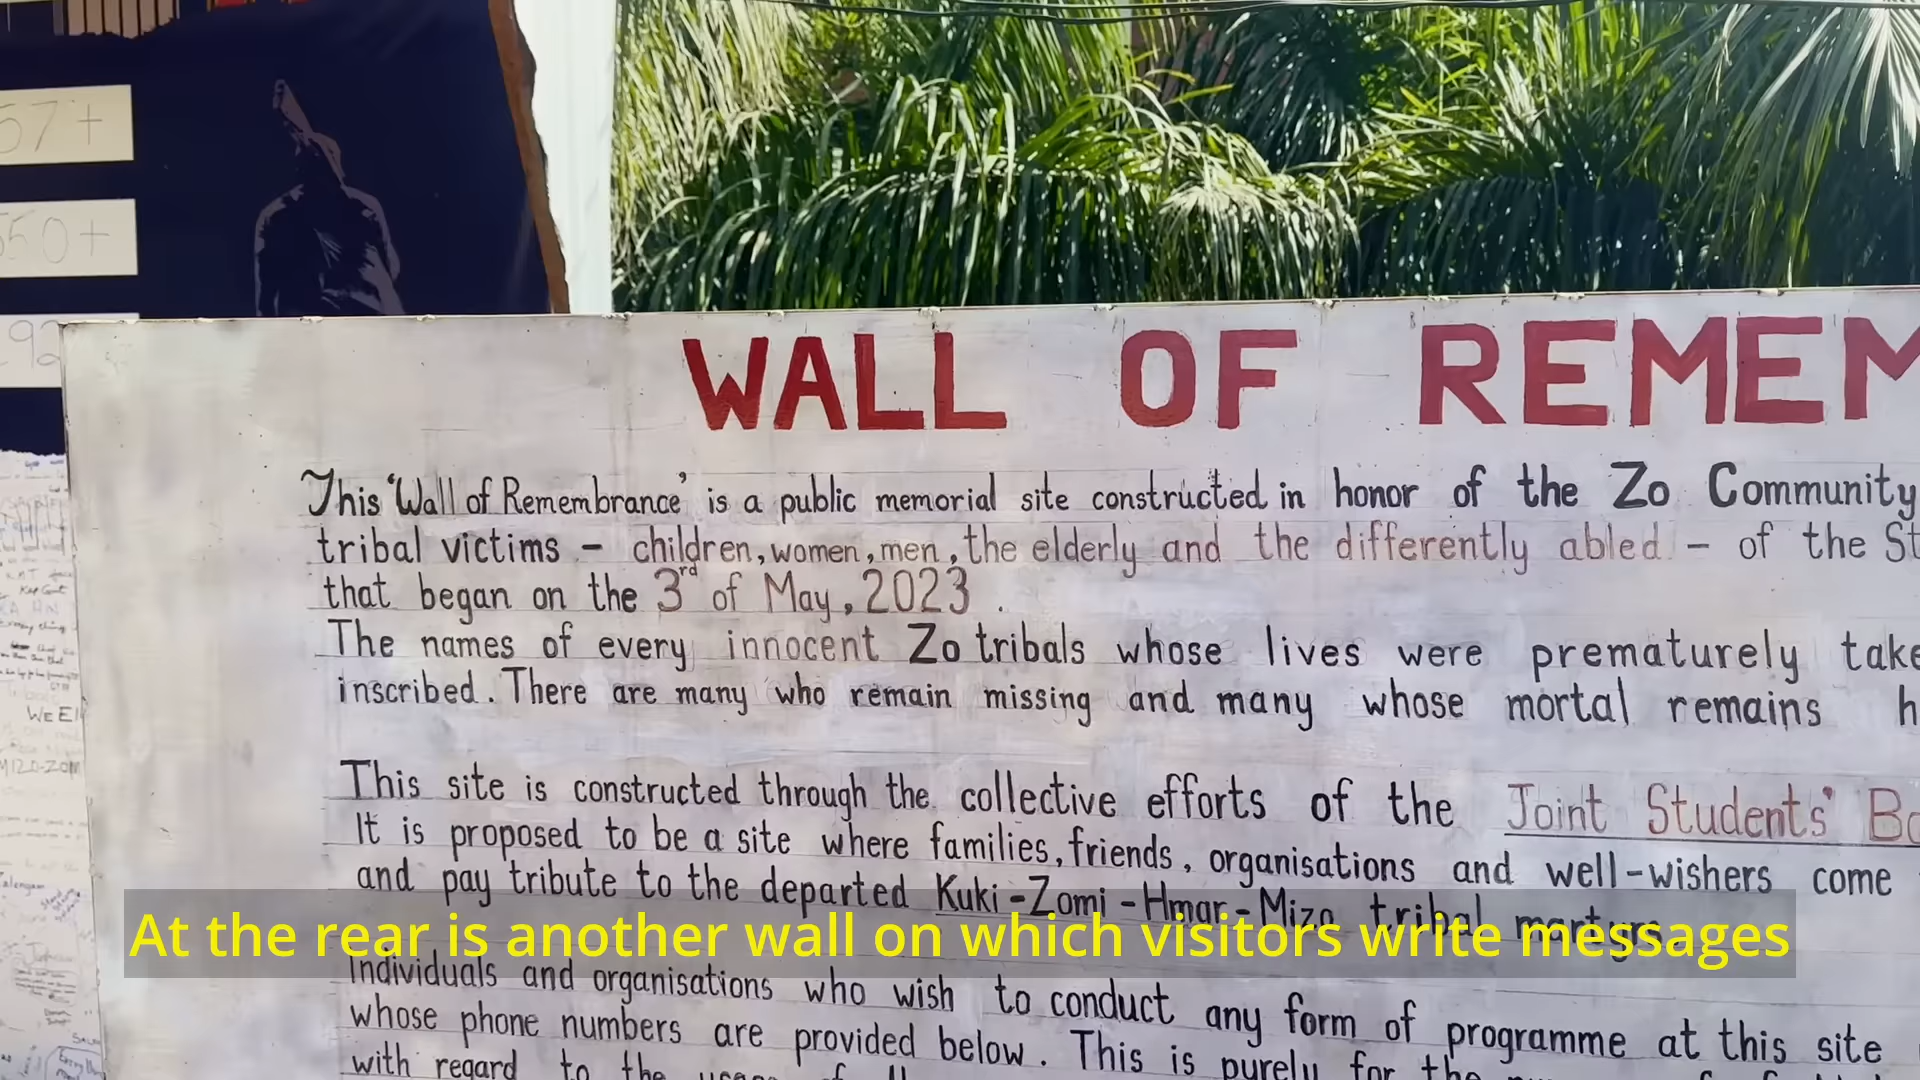 57+
50+
92
WALL OF REMEM
This 'Wall of Remembrance' is a public memorial site constructed in honor of the Zo Community
tribal victims - children, women, men, the elderly and the differently abled - of the St
that began on the 3rd of May, 2023.
The names of every innocent Zo tribals whose lives were prematurely take
inscribed. There are many who remain missing and many whose mortal remains h
This site is constructed through the collective efforts of the Joint Students' Bo
It is proposed to be a site where families, friends, organisations and well-wishers come
and pay tribute to the departed Kuki-Zomi-Hmar-Mizo tribal martyrs.
At the rear is another wall on which visitors write messages
Individuals and organisations who wish to conduct any form of programme at this site
whose phone numbers are provided below. This is purely for the
with regard to the